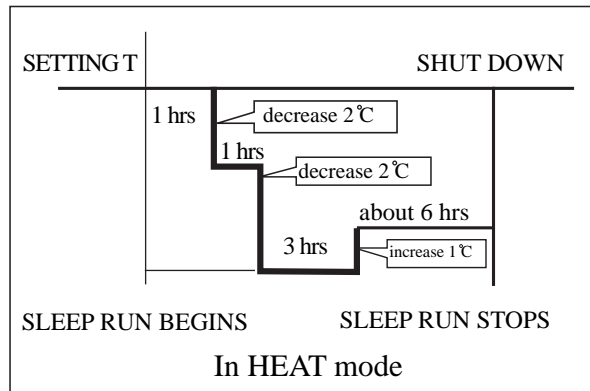 SETTING T
SHUT DOWN
1 hrs
decrease 2℃
1 hrs
decrease 2℃
about 6 hrs
3 hrs
increase 1℃
SLEEP RUN BEGINS
SLEEP RUN STOPS
In HEAT mode